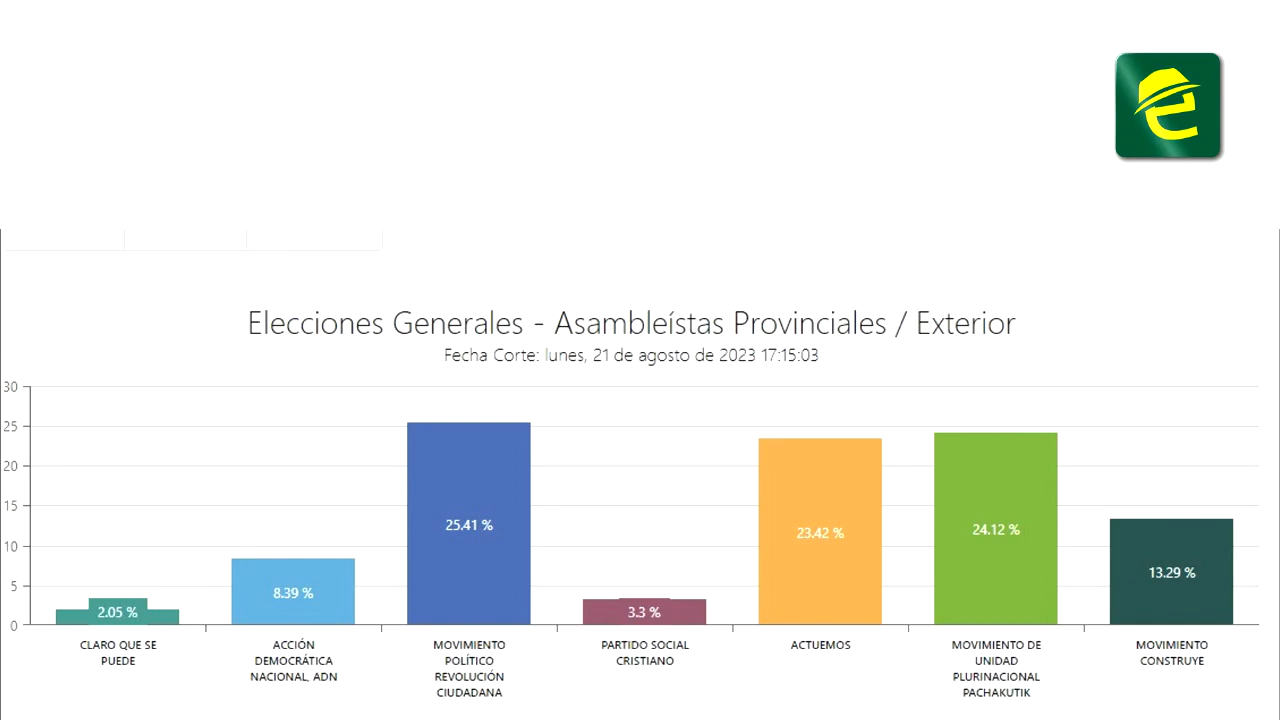 Elecciones Generales - Asambleístas Provinciales / Exterior
Fecha Corte: lunes, 21 de agosto de 2023 17:15:03
30
25
20
15
10
5
0
2.05 %
8.39 %
25.41 %
3.3 %
23.42 %
24.12 %
13.29 %
CLARO QUE SE
PUEDE
ACCIÓN
DEMOCRÁTICA
NACIONAL, ADN
MOVIMIENTO
POLÍTICO
REVOLUCIÓN
CIUDADANA
PARTIDO SOCIAL
CRISTIANO
ACTUEMOS
MOVIMIENTO DE
UNIDAD
PLURINACIONAL
PACHAKUTIK
MOVIMIENTO
CONSTRUYE